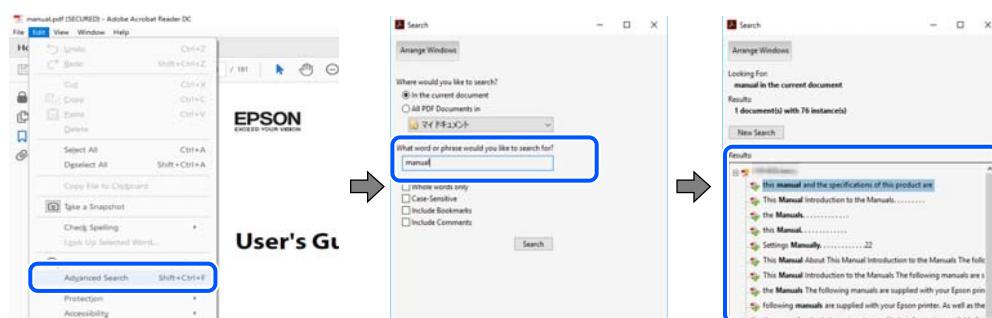 manual.pdf (SECURED) - Adobe Acrobat Reader DC
File Edit View Window Help
Undo Ctrl+Z
Redo Shift+Ctrl+Z
Cut Ctrl+X
Copy Ctrl+C
Paste Ctrl+V
Delete
Select All Ctrl+A
Deselect All Shift+Ctrl+A
Copy File to Clipboard
Take a Snapshot
Check Spelling
Look Up Selected Word...
Advanced Search Shift+Ctrl+F
Protection
Accessibility
/ 181
EPSON
EXCEED YOUR VISION
User's Gu
Search
Arrange Windows
Where would you like to search?
In the current document
All PDF Documents in
マイドキュメント
What word or phrase would you like to search for?
manual
Whole words only
Case-Sensitive
Include Bookmarks
Include Comments
Search
Search
Arrange Windows
Looking For:
manual in the current document
Results:
1 document(s) with 76 instance(s)
New Search
Results:
this manual and the specifications of this product are
This Manual Introduction to the Manuals. . . . . . . .
the Manuals. . . . . . . . . . . . .
this Manual. . . . . . . . . . . . .
Settings Manually. . . . . . . . . . . . .22
This Manual About This Manual Introduction to the Manuals The follo
This Manual Introduction to the Manuals The following manuals are s
the Manuals The following manuals are supplied with your Epson prin
following manuals are supplied with your Epson printer. As well as the